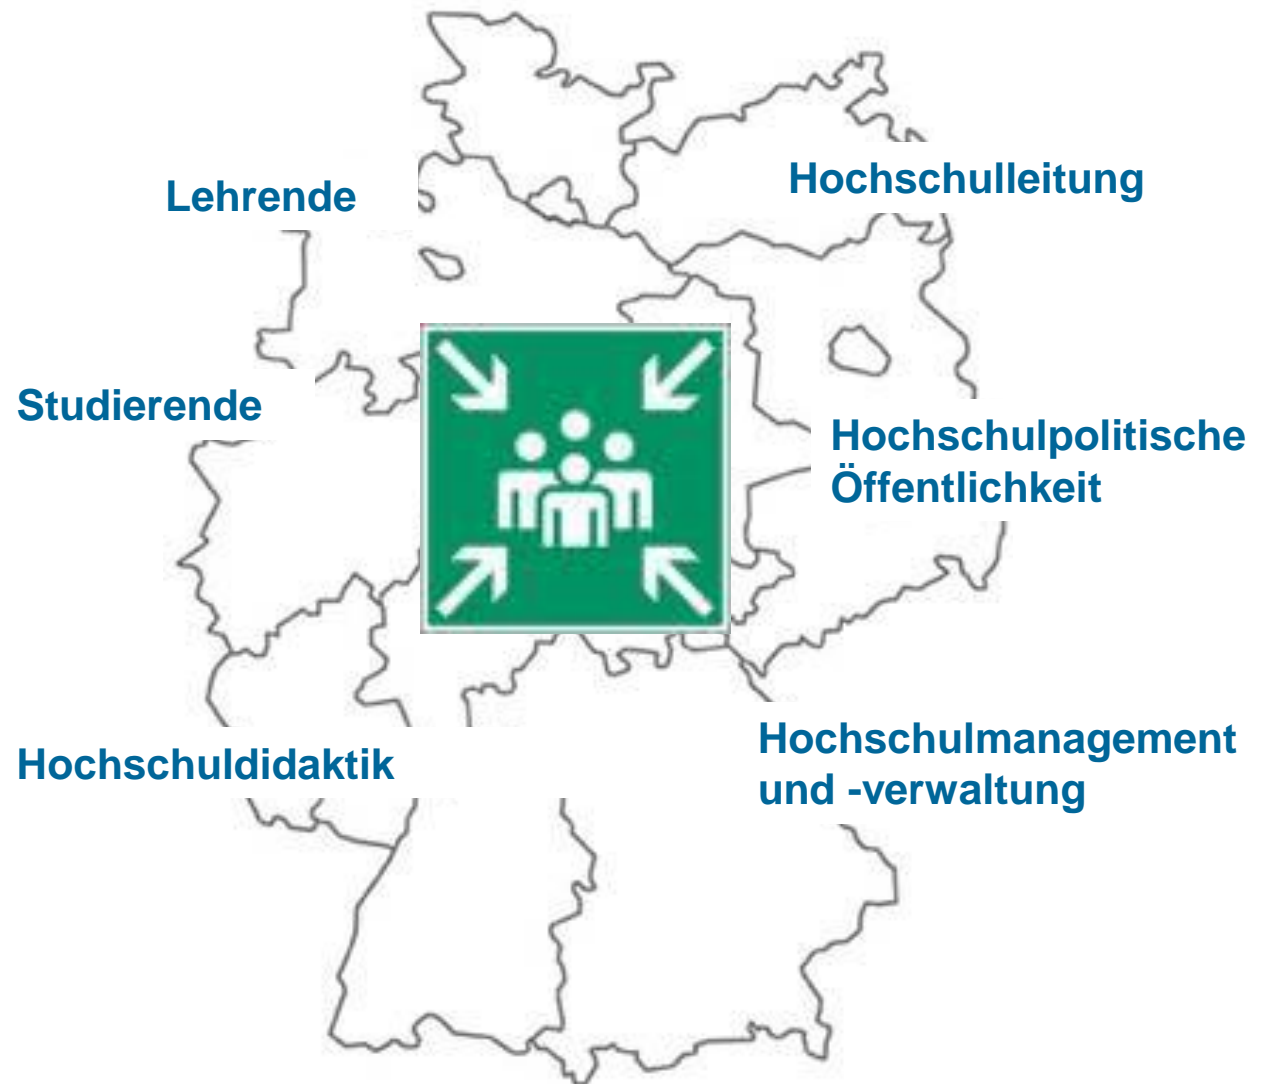 Lehrende
Hochschulleitung
Studierende
Hochschulpolitische
Öffentlichkeit
Hochschuldidaktik
Hochschulmanagement
und -verwaltung